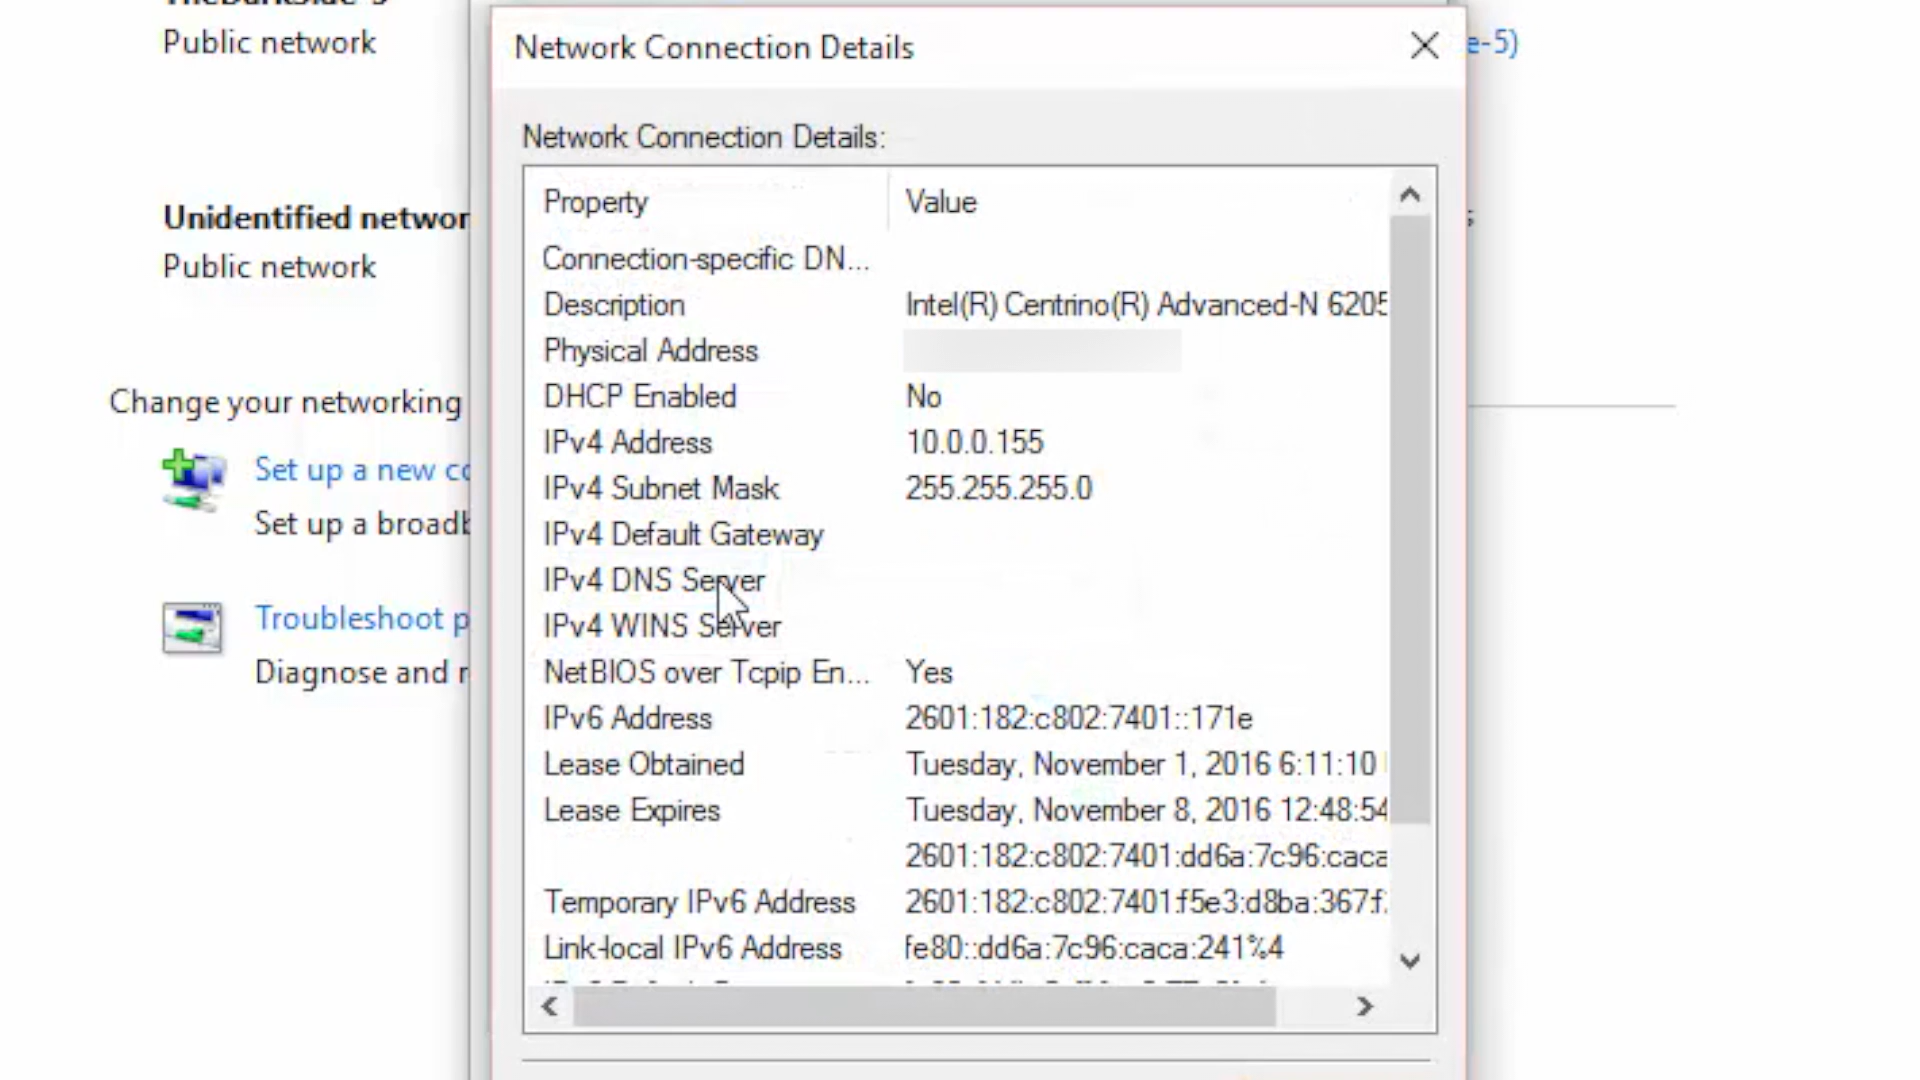 Public network
Unidentified networ
Public network
Change your networking
Set up a new co
Set up a broadb
Troubleshoot p
Diagnose and r
e-5)
Network Connection Details
Network Connection Details:
Property Value
Connection-specific DN...
Description Intel(R) Centrino(R) Advanced-N 6205
Physical Address
DHCP Enabled No
IPv4 Address 10.0.0.155
IPv4 Subnet Mask 255.255.255.0
IPv4 Default Gateway
IPv4 DNS Server
IPv4 WINS Server
NetBIOS over Tcpip En... Yes
IPv6 Address 2601:182:c802:7401::171e
Lease Obtained Tuesday, November 1, 2016 6:11:10
Lease Expires Tuesday, November 8, 2016 12:48:54
2601:182:c802:7401:dd6a:7c96:caca
Temporary IPv6 Address 2601:182:c802:7401:f5e3:d8ba:367:f
Link-local IPv6 Address fe80::dd6a:7c96:caca:241%4